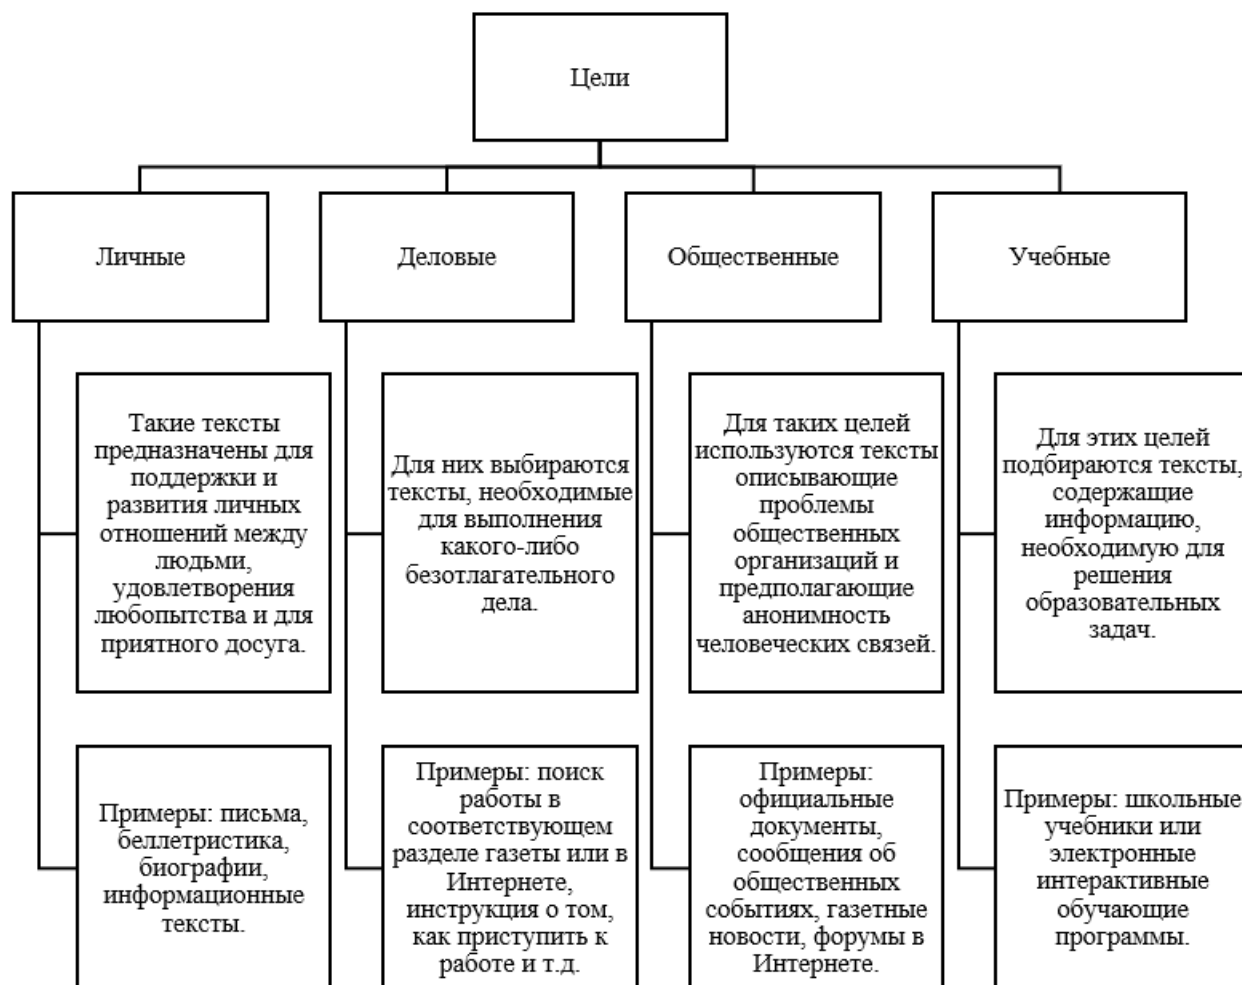 Цели
Личные
Деловые
Общественные
Учебные
Такие тексты
предназначены для
поддержки и
развития личных
отношений между
людьми,
удовлетворения
любопытства и для
приятного досуга.
Для них выбираются
тексты, необходимые
для выполнения
какого-либо
безотлагательного
дела.
Для таких целей
используются тексты
описывающие
проблемы
общественных
организаций и
предполагающие
анонимность
человеческих связей.
Для этих целей
подбираются тексты,
содержащие
информацию,
необходимую для
решения
образовательных
задач.
Примеры: письма,
беллетристика,
биографии,
информационные
тексты.
Примеры: поиск
работы в
соответствующем
разделе газеты или в
Интернете,
инструкция о том,
как приступить к
работе и т.д.
Примеры:
официальные
документы,
сообщения об
общественных
событиях, газетные
новости, форумы в
Интернете.
Примеры: школьные
учебники или
электронные
интерактивные
обучающие
программы.